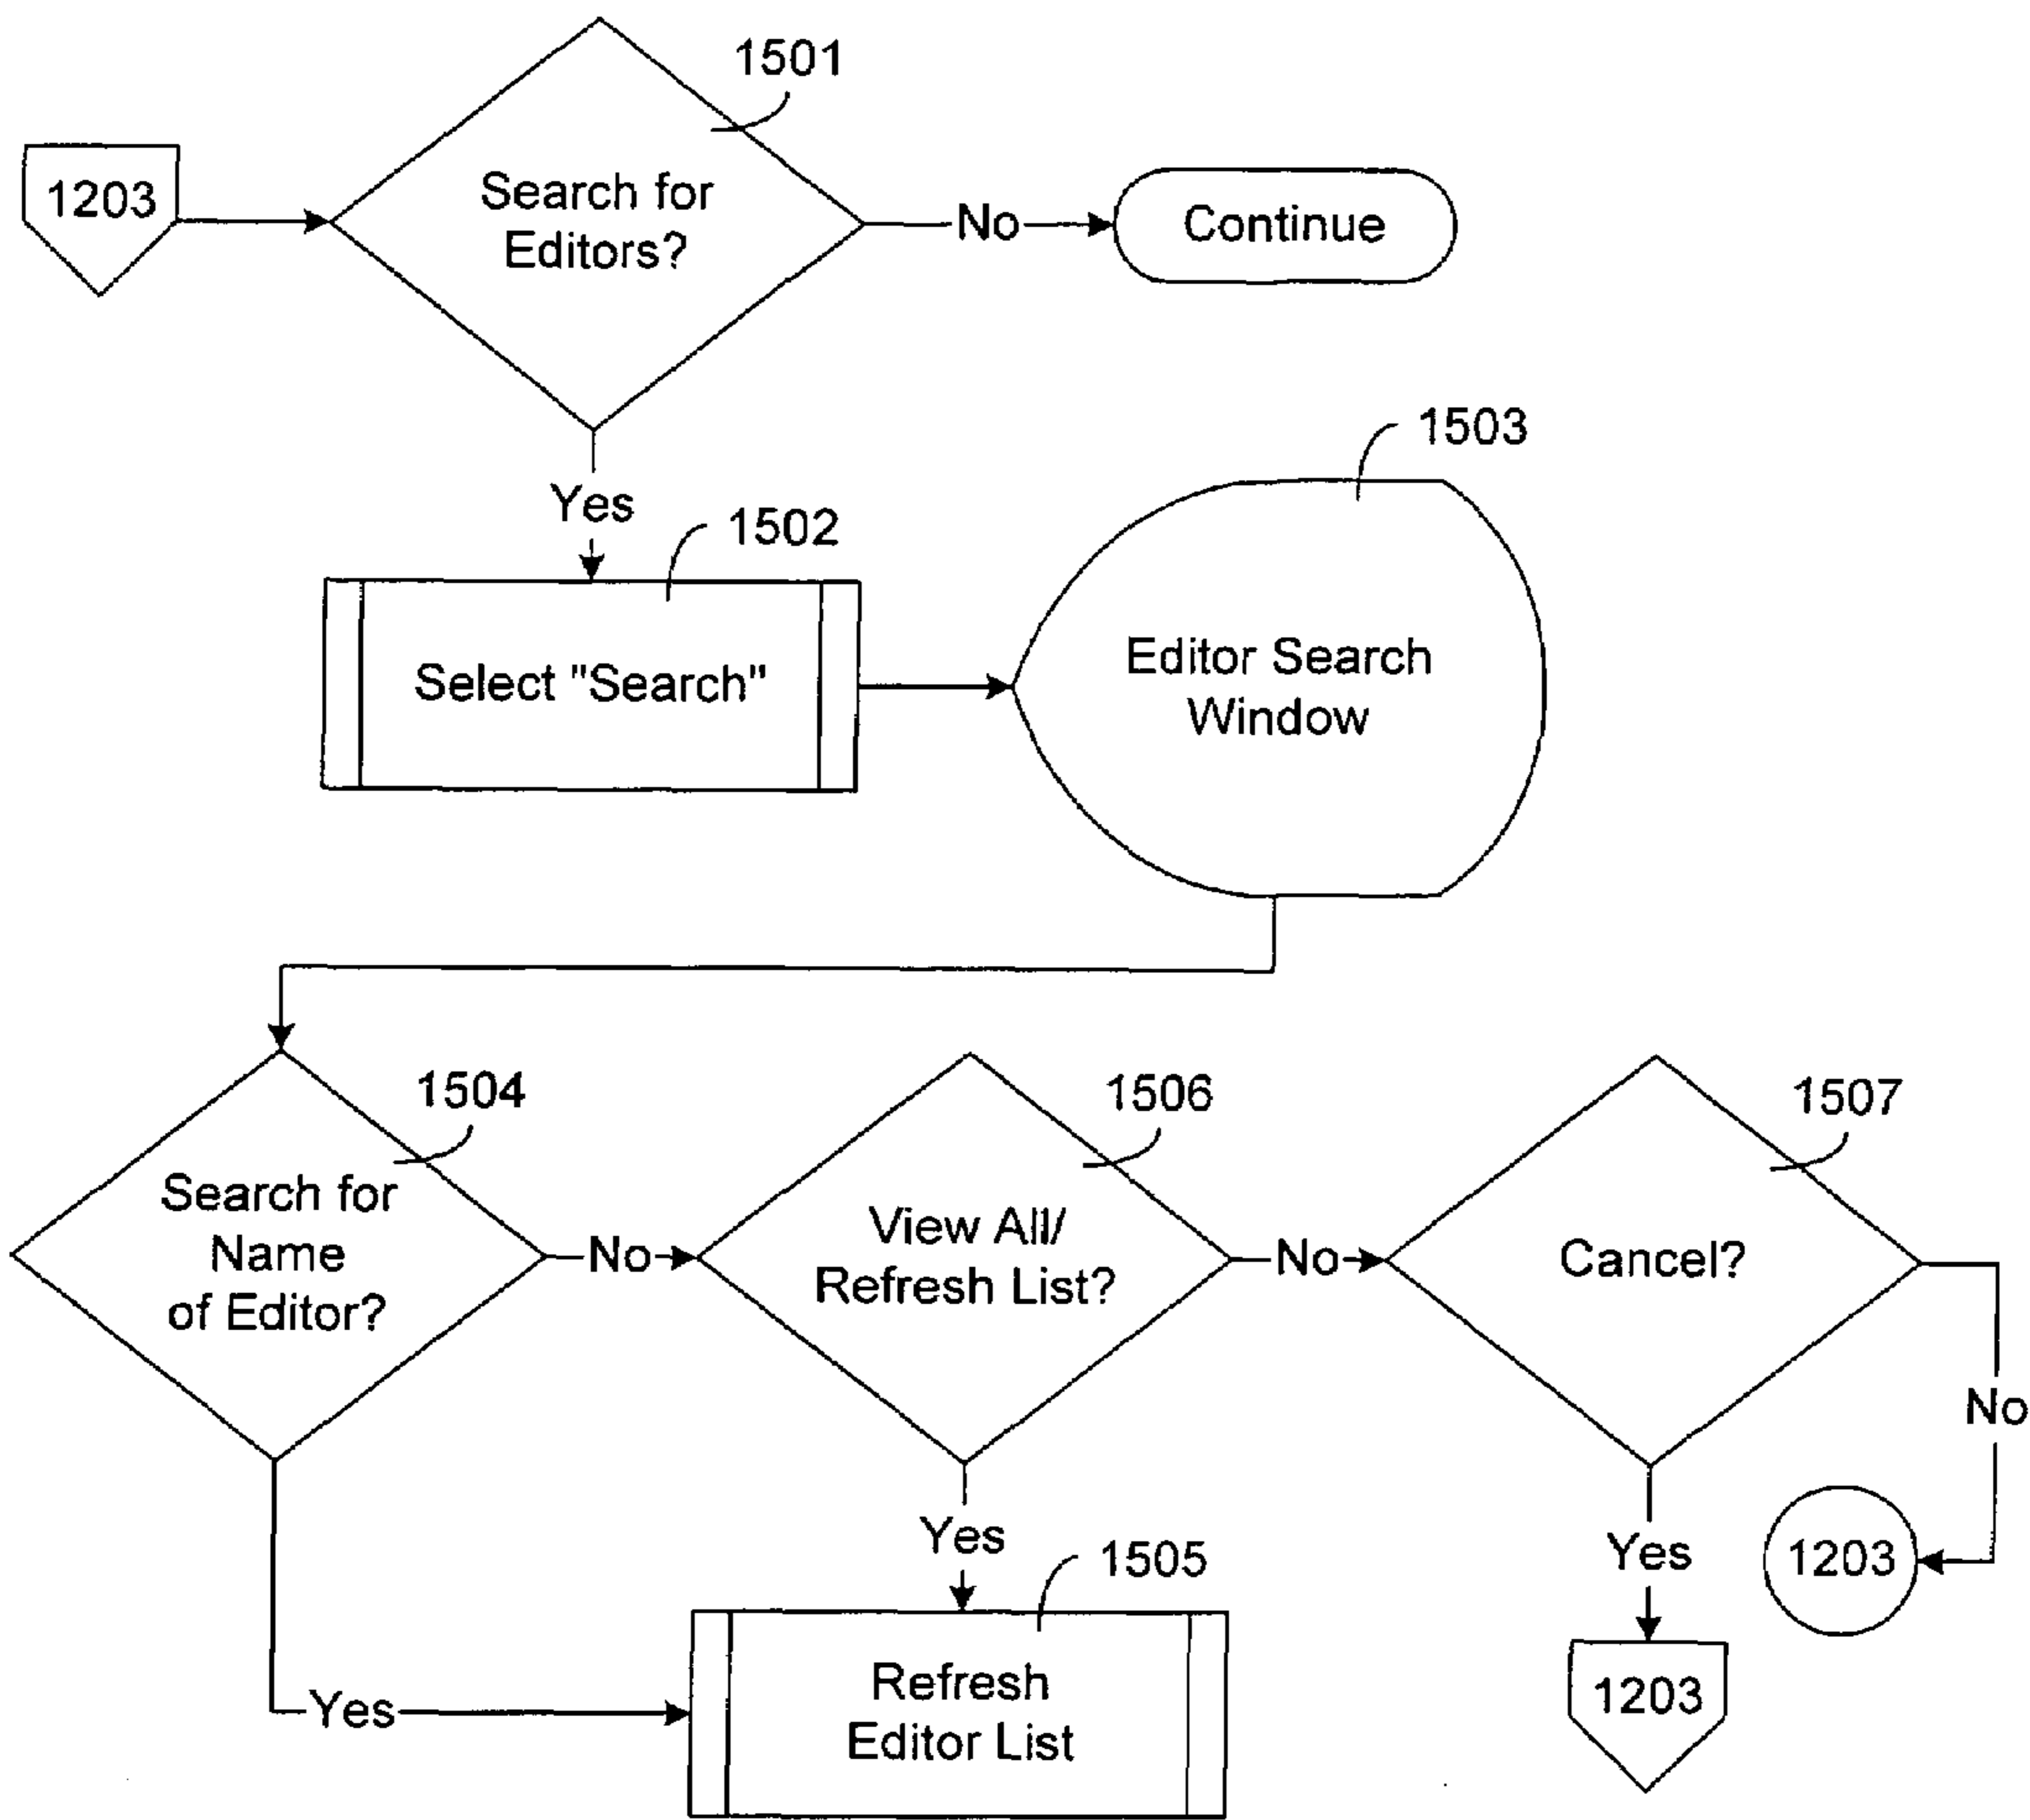 1501
1203
Search for
Editors?
No
Continue
Yes
1503
1502
Select "Search"
Editor Search
Window
1504
Search for
Name
of Editor?
No
1506
View All/
Refresh List?
No
1507
Cancel?
No
Yes
Yes
1203
1505
Yes
Refresh
Editor List
1203